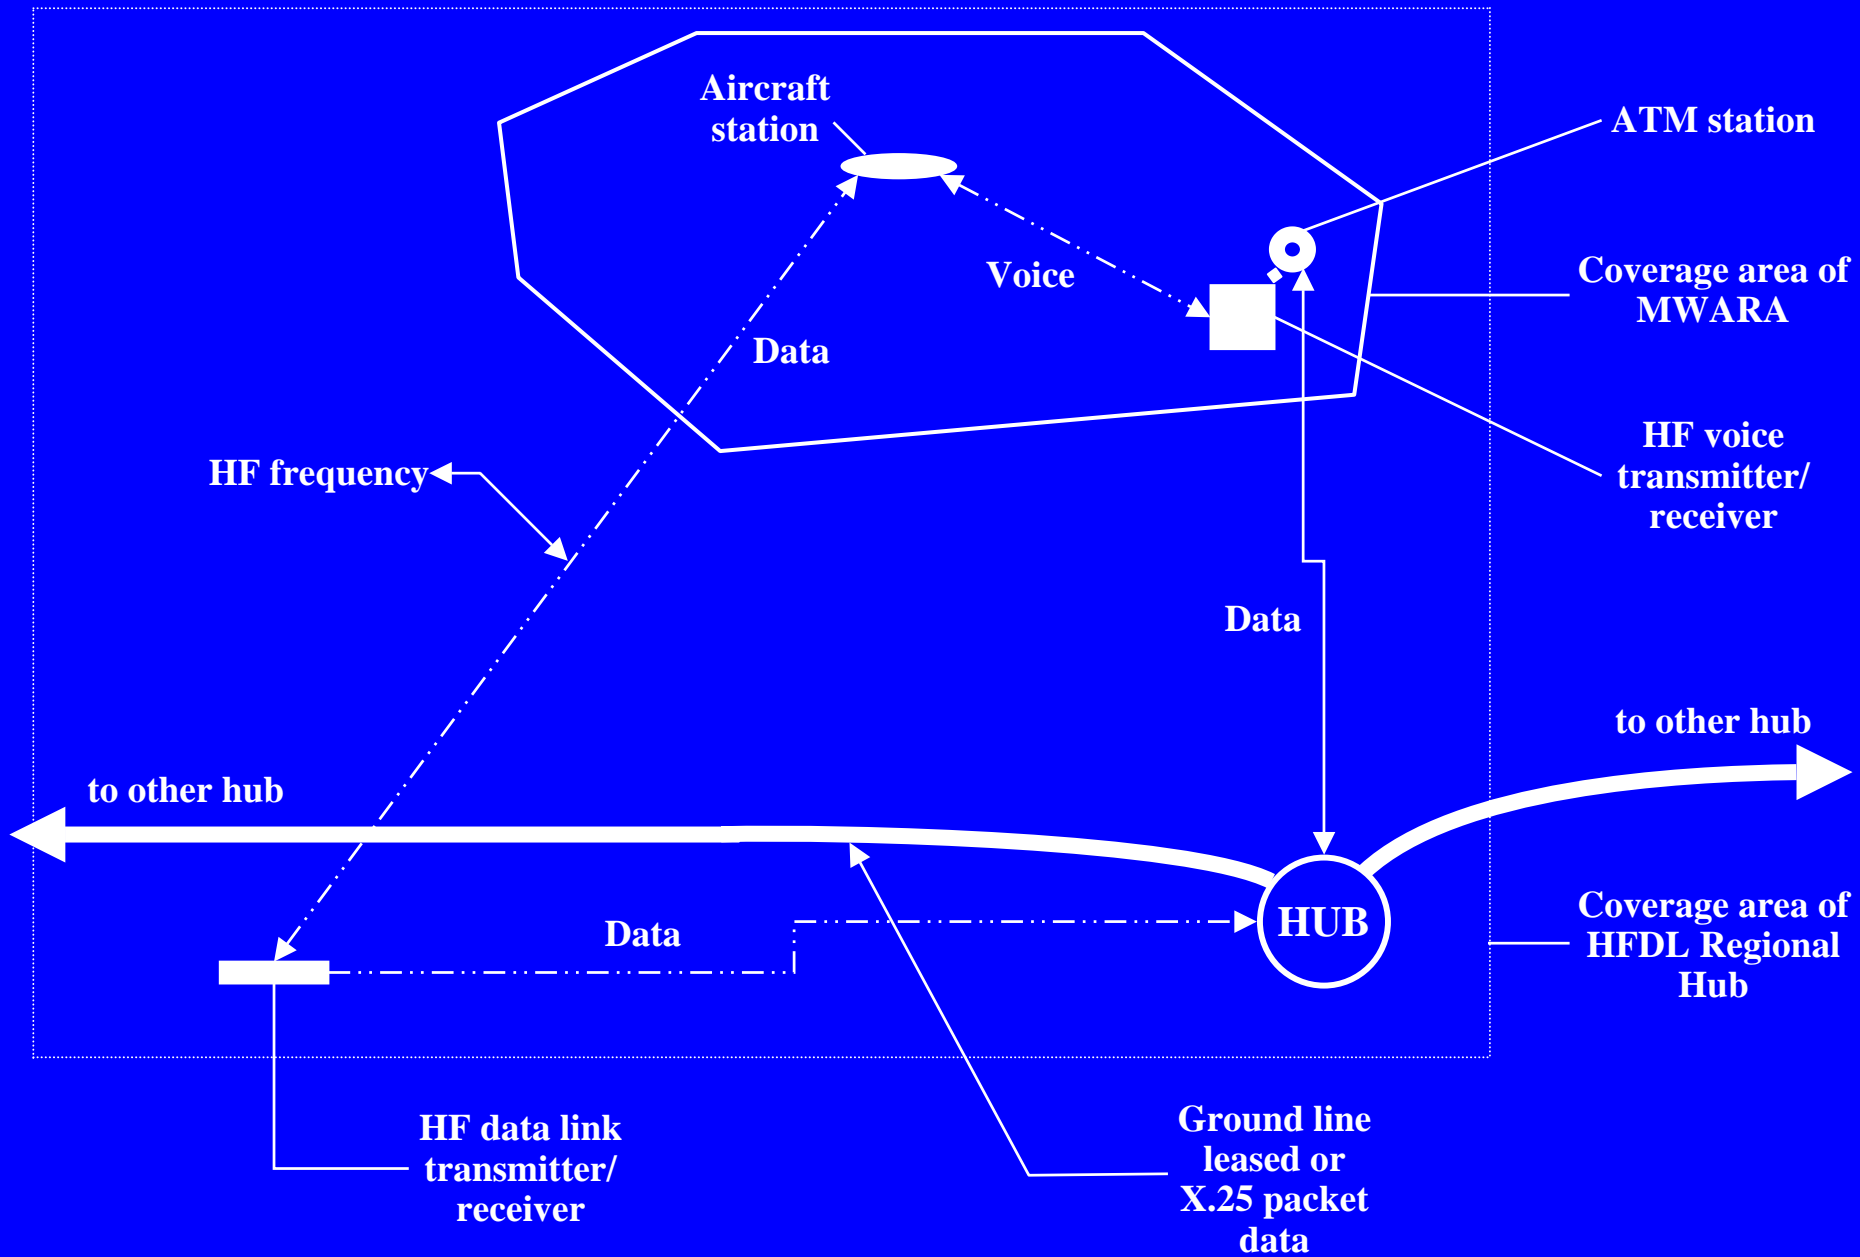 Aircraft
station
ATM station
Voice
Coverage area of
MWARA
Data
HF frequency
HF voice
transmitter/
receiver
Data
to other hub
to other hub
Data
HUB
Coverage area of
HFDL Regional
Hub
HF data link
transmitter/
receiver
Ground line
leased or
X.25 packet
data